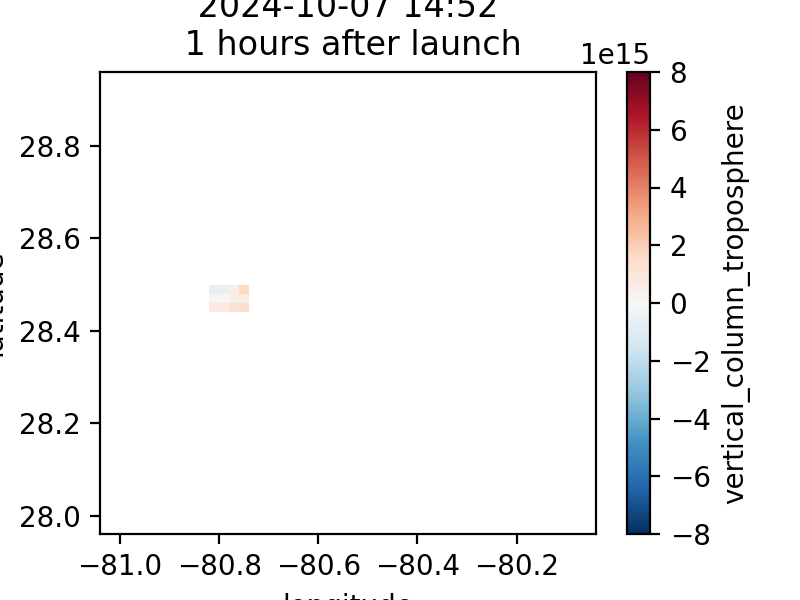 2024-10-07 14:52
1 hours after launch
1e15
8
6
4
2
0
−2
−4
−6
−8
vertical_column_troposphere
28.8
28.6
28.4
28.2
28.0
latitude
−81.0 −80.8 −80.6 −80.4 −80.2
longitude